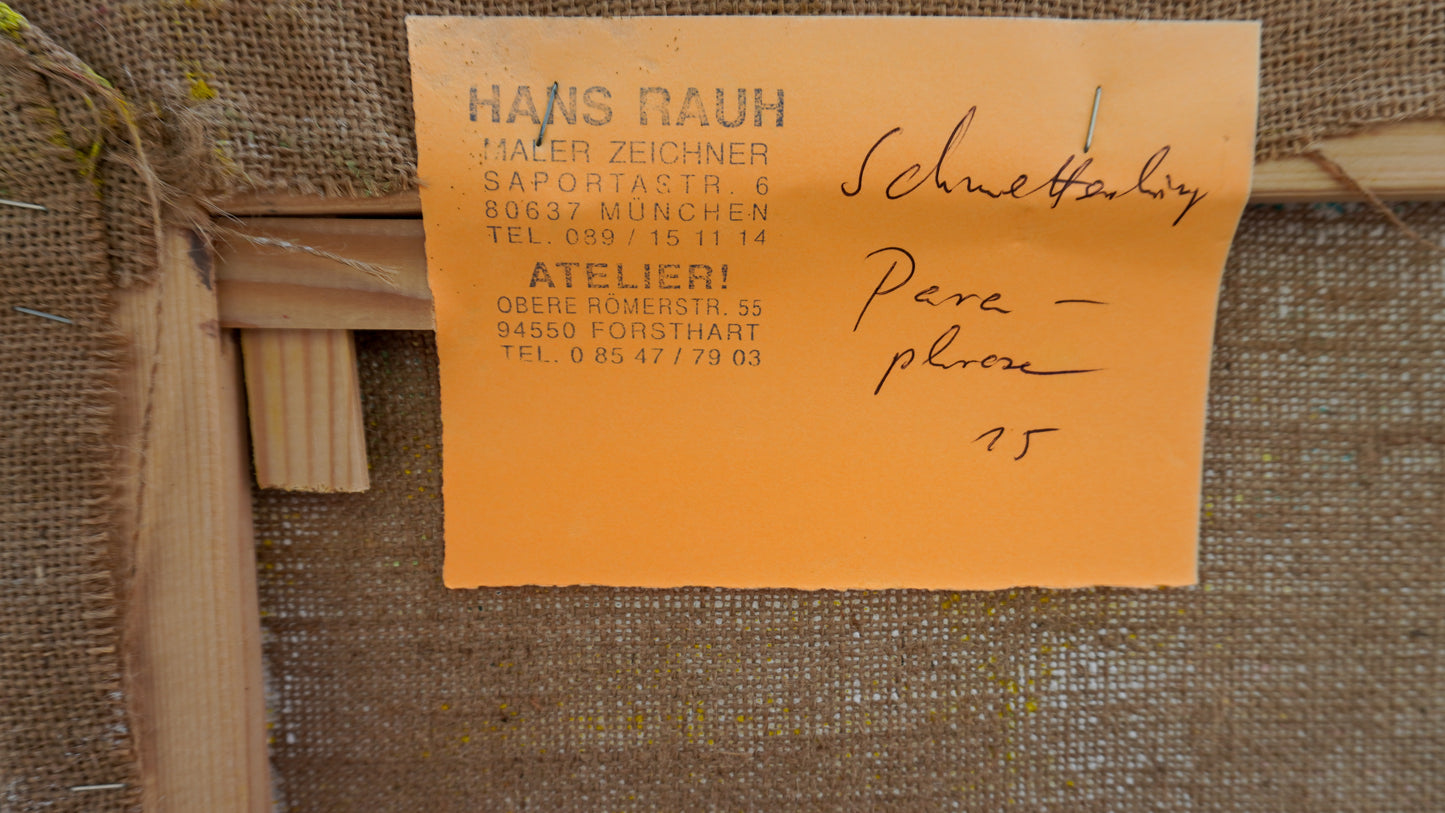 HANS RAUH
MALER ZEICHNER
SAPORTASTR. 6
80637 MÜNCHEN
TEL. 089 / 15 11 14
ATELIER!
OBERE RÖMERSTR. 55
94550 FORSTHART
TEL. 0 85 47 / 79 03
Schmetterling
Para –
phrase
15